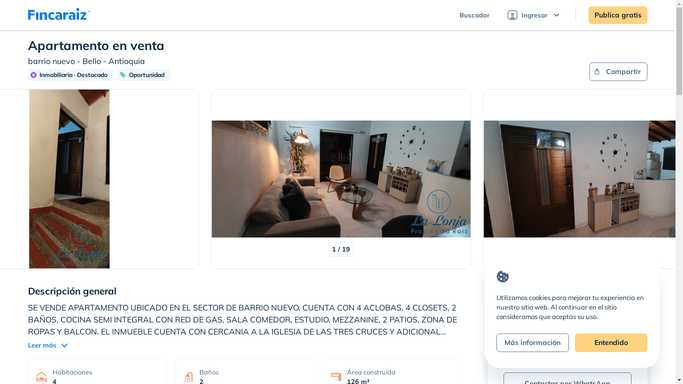 Fincaraiz
Buscador
Ingresar
Publica gratis
Apartamento en venta
barrio nuevo - Bello - Antioquia
Inmobiliaria · Destacado
Oportunidad
Compartir
La Lonja
1 / 19
Descripción general
SE VENDE APARTAMENTO UBICADO EN EL SECTOR DE BARRIO NUEVO, CUENTA CON 4 ACLOBAS, 4 CLOSETS, 2
BAÑOS, COCINA SEMI INTEGRAL CON RED DE GAS, SALA COMEDOR, ESTUDIO, MEZZANINE, 2 PATIOS, ZONA DE
ROPAS Y BALCON. EL INMUEBLE CUENTA CON CERCANIA A LA IGLESIA DE LAS TRES CRUCES Y ADICIONAL...
Leer más
Habitaciones
4
Baños
2
Área construida
126 m²
Utilizamos cookies para mejorar tu experiencia en
nuestro sitio web. Al continuar en el sitio
consideramos que aceptas su uso.
Más información
Entendido
Contactar por WhatsApp